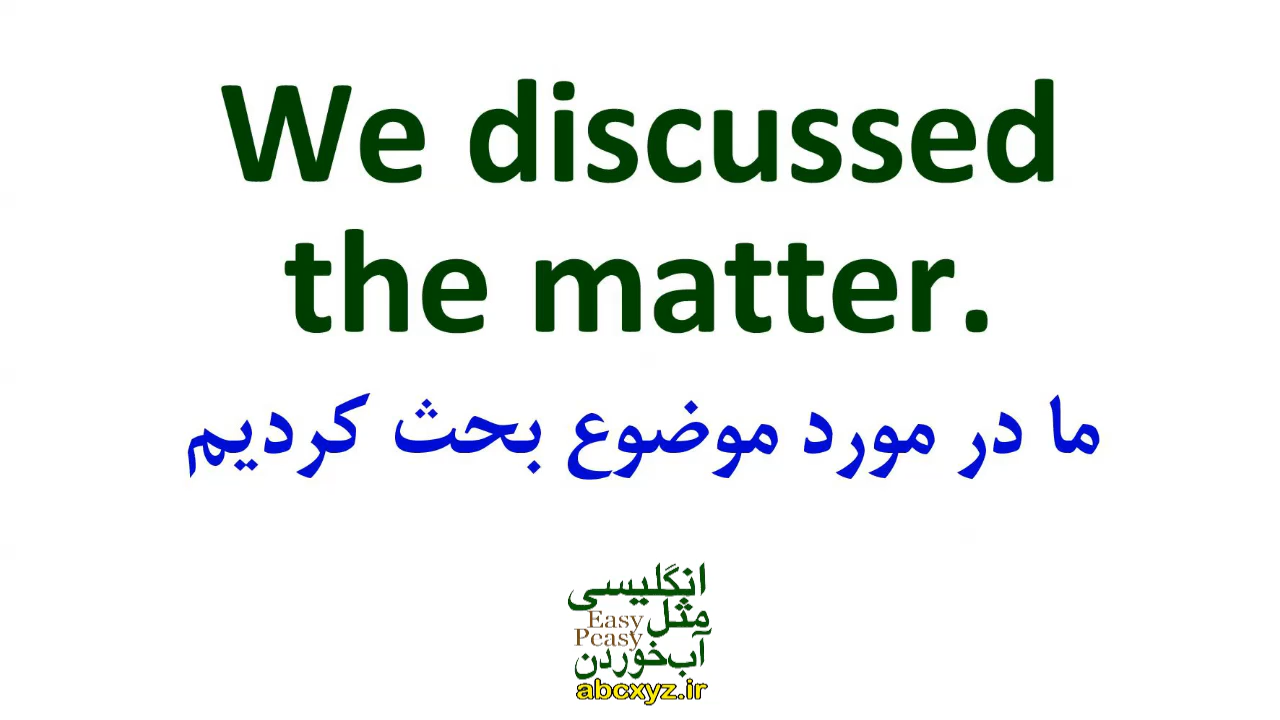 We discussed
the matter.
ما در مورد موضوع بحث کردیم
انگلیسی
مثل
Easy
Peasy
آب‌خوردن
abcxyz.ir